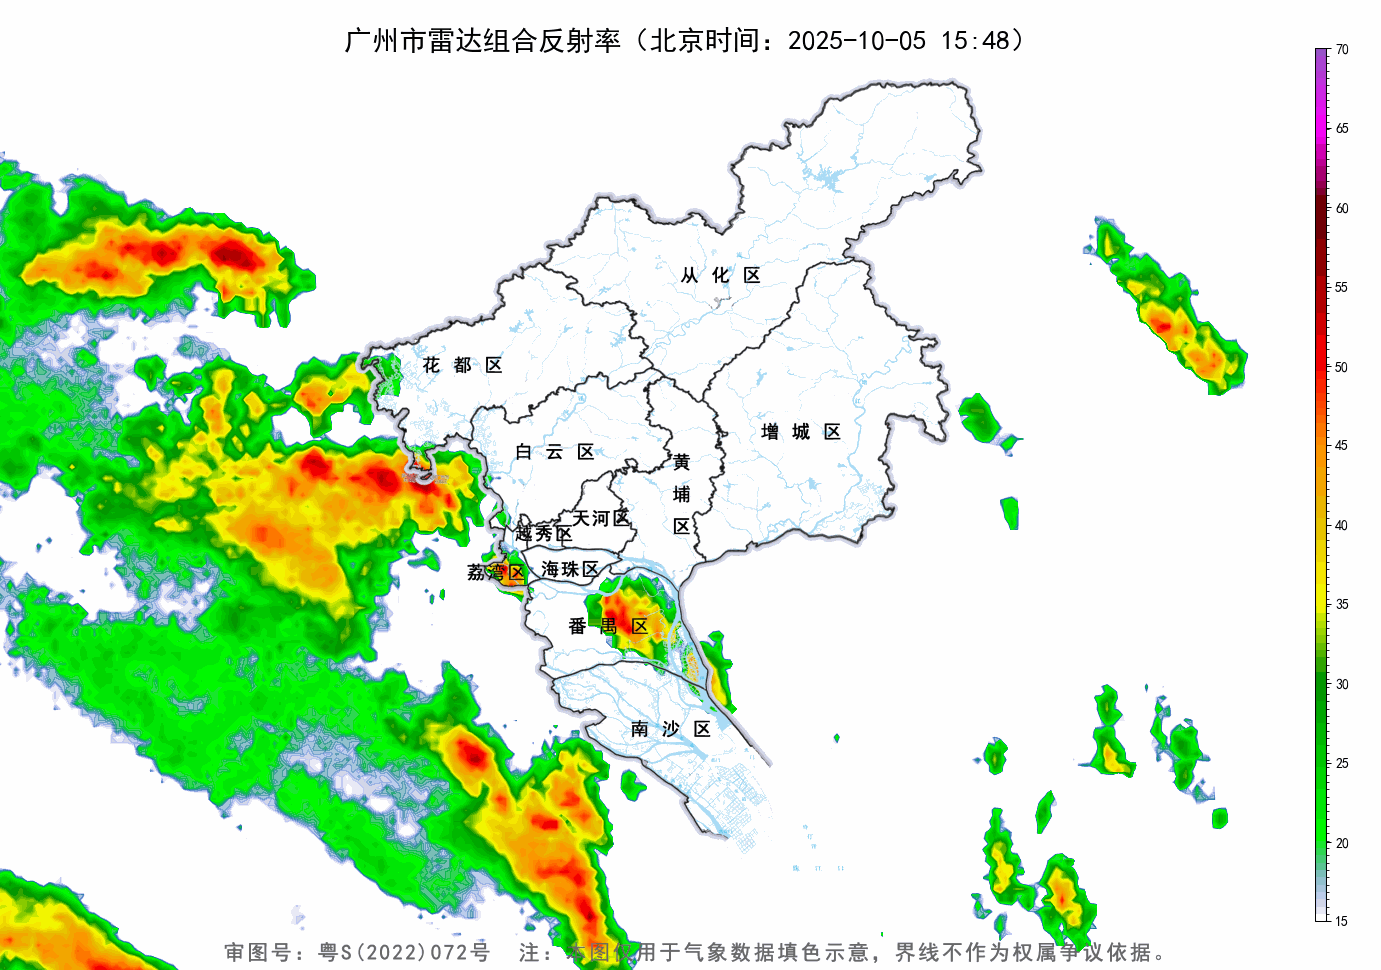 广州市雷达组合反射率（北京时间：2025-10-05 15:48）
70
65
60
55
50
45
40
35
30
25
20
15
从化区
花都区
增城区
白云区
黄埔区
天河区
越秀区
荔湾区
海珠区
番禺区
南沙区
审图号：粤S(2022)072号 注：本图仅用于气象数据填色示意，界线不作为权属争议依据。